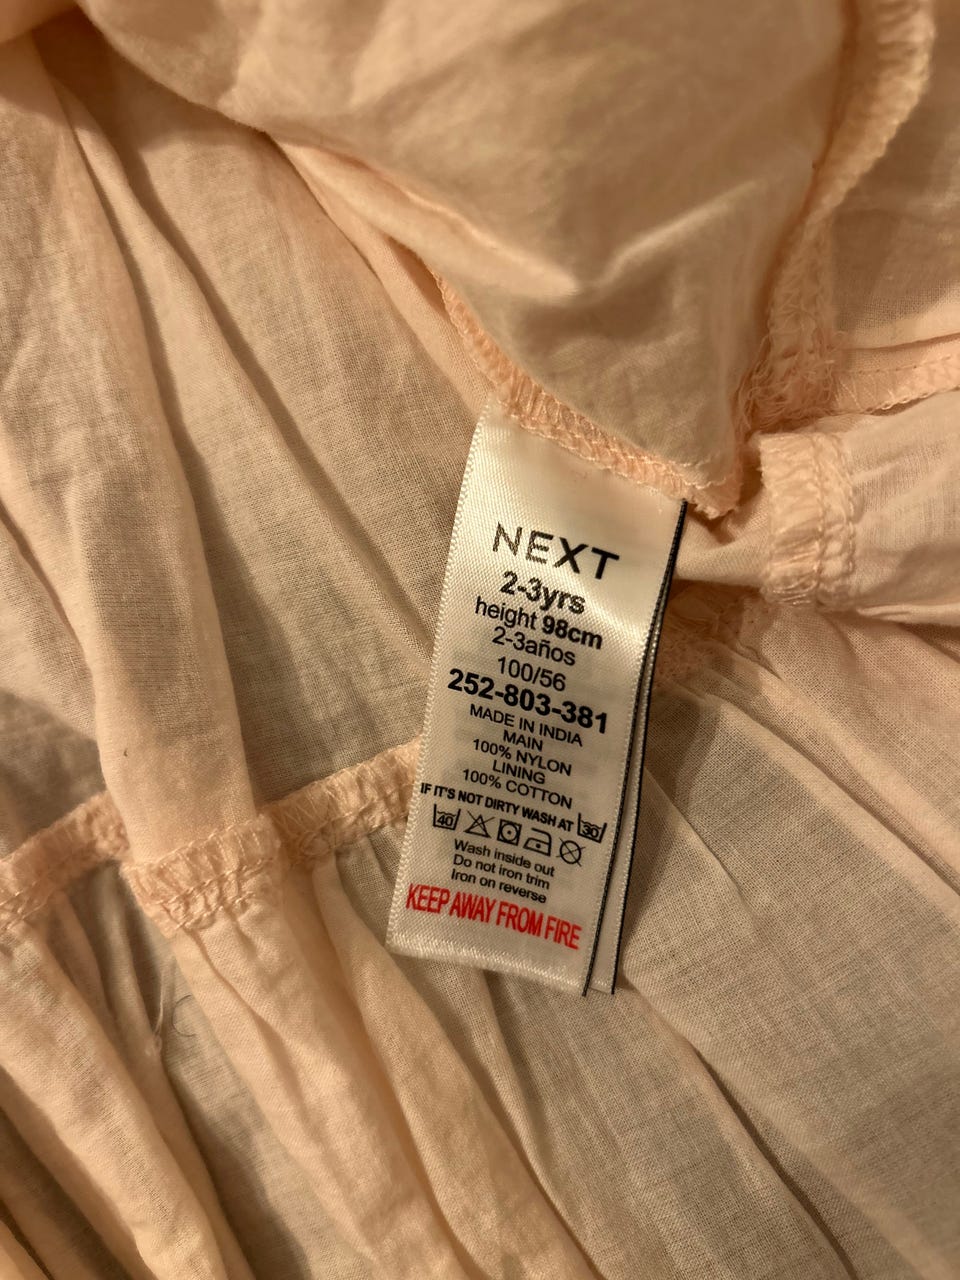 NEXT
2-3yrs
height 98cm
2-3años
100/56
252-803-381
MADE IN INDIA
MAIN
100% NYLON
LINING
100% COTTON
IF IT'S NOT DIRTY WASH AT 30
40
Wash inside out
Do not iron trim
Iron on reverse
KEEP AWAY FROM FIRE